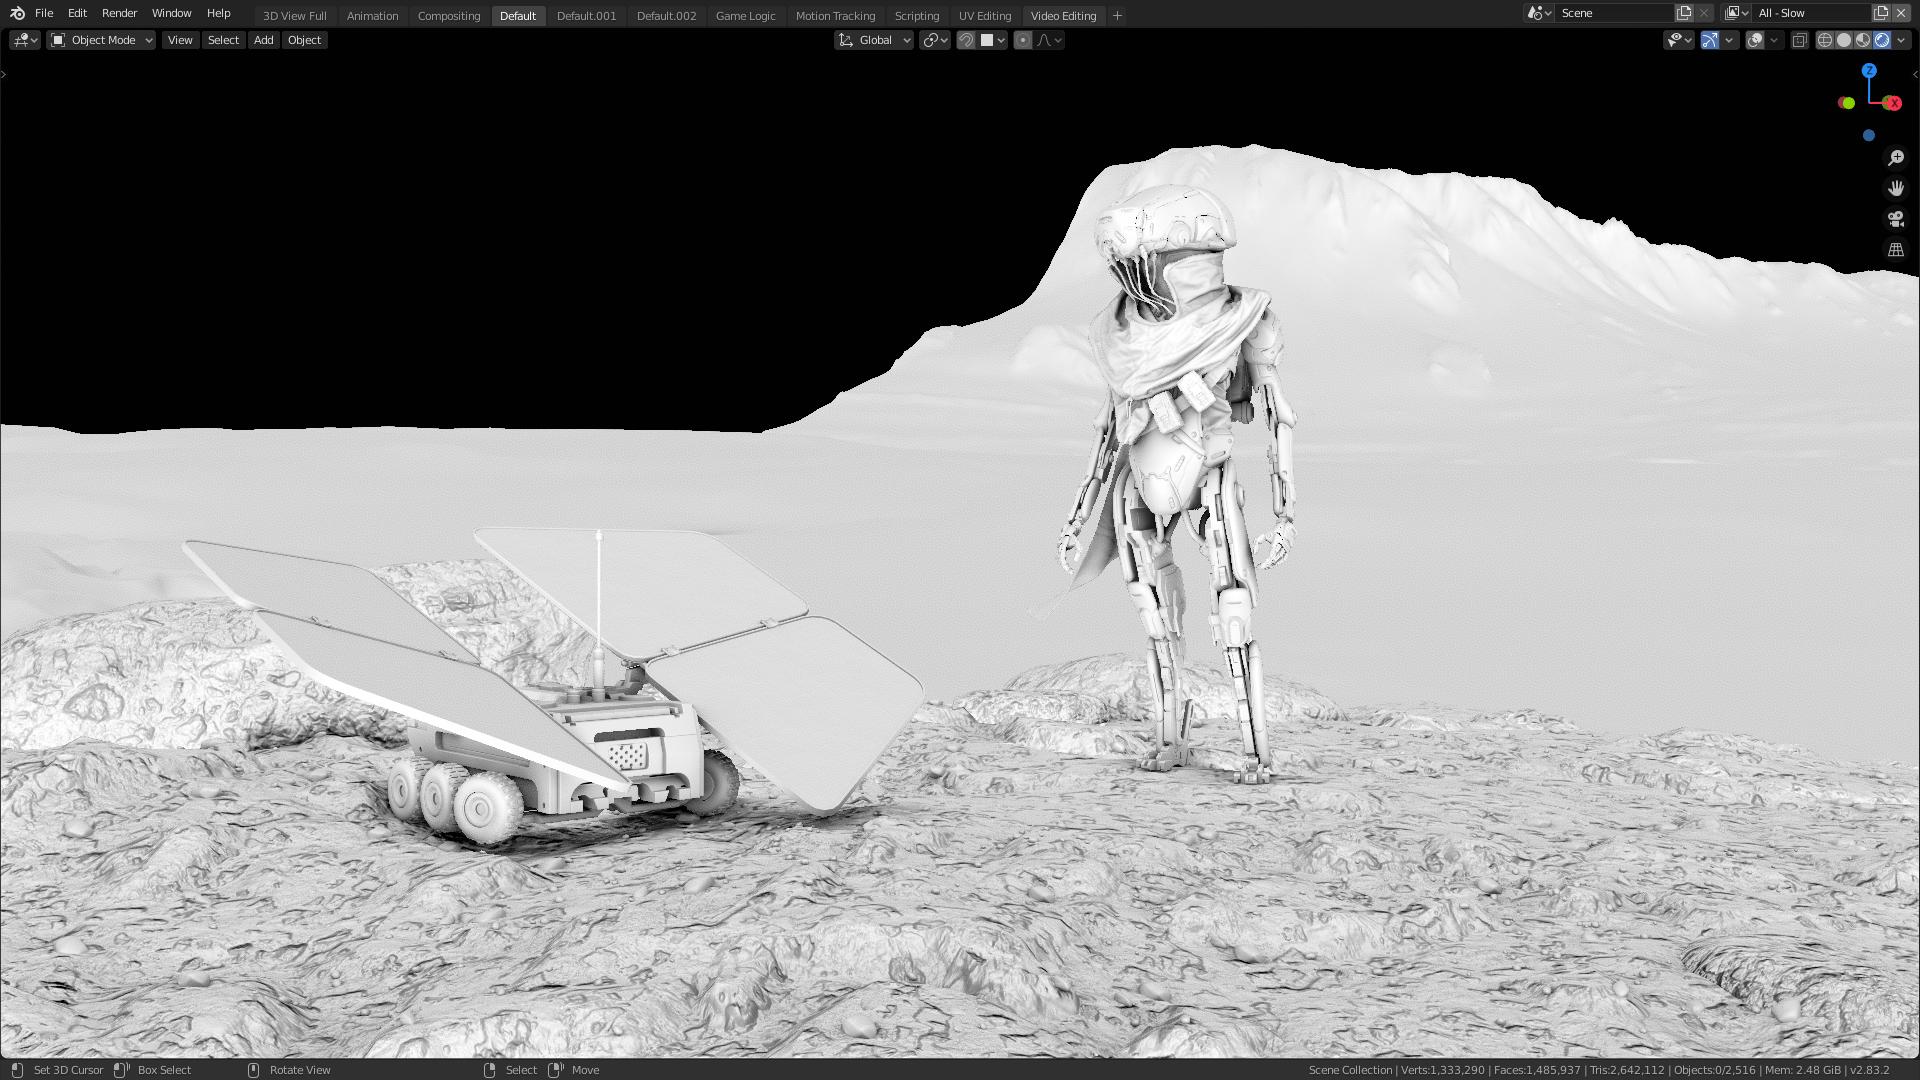 File Edit Render Window Help 3D View Full Animation Compositing Default Default.001 Default.002 Game Logic Motion Tracking Scripting UV Editing Video Editing + Scene All - Slow
Object Mode View Select Add Object Global
Z
X
Set 3D Cursor Box Select Rotate View Select Move Scene Collection | Verts:1,333,290 | Faces:1,485,937 | Tris:2,642,112 | Objects:0/2,516 | Mem: 2.48 GiB | v2.83.2